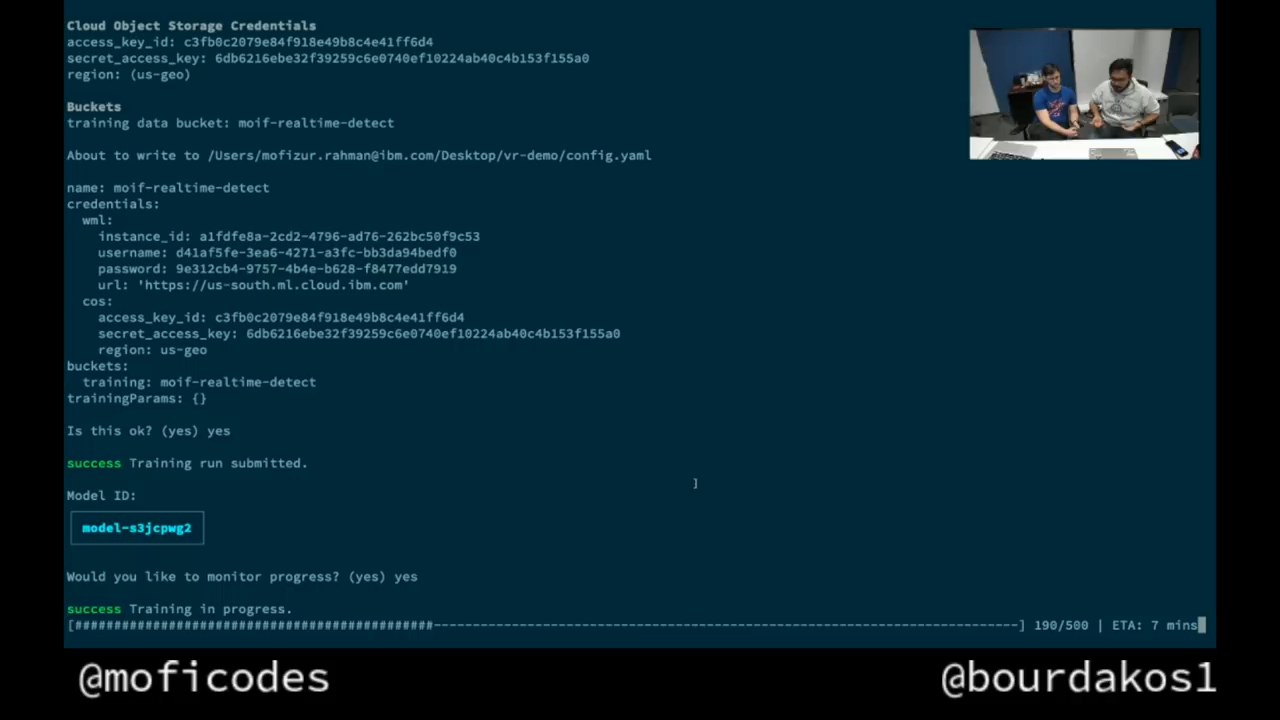 Cloud Object Storage Credentials
access_key_id: c3fb0c2079e84f918e49b8c4e41ff6d4
secret_access_key: 6db6216ebe32f39259c6e0740ef10224ab40c4b153f155a0
region: (us-geo)
Buckets
training data bucket: moif-realtime-detect
About to write to /Users/mofizur.rahman@ibm.com/Desktop/vr-demo/config.yaml
name: moif-realtime-detect
credentials:
wml:
instance_id: a1fdfe8a-2cd2-4796-ad76-262bc50f9c53
username: d41af5fe-3ea6-4271-a3fc-bb3da94bedf0
password: 9e312cb4-9757-4b4e-b628-f8477edd7919
url: 'https://us-south.ml.cloud.ibm.com'
cos:
access_key_id: c3fb0c2079e84f918e49b8c4e41ff6d4
secret_access_key: 6db6216ebe32f39259c6e0740ef10224ab40c4b153f155a0
region: us-geo
buckets:
training: moif-realtime-detect
trainingParams: {}
Is this ok? (yes) yes
success Training run submitted.
Model ID:
model-s3jcpwg2
Would you like to monitor progress? (yes) yes
success Training in progress.
[##############################################---------------------------------------------------------------------------] 190/500 | ETA: 7 mins
@moficodes
@bourdakos1